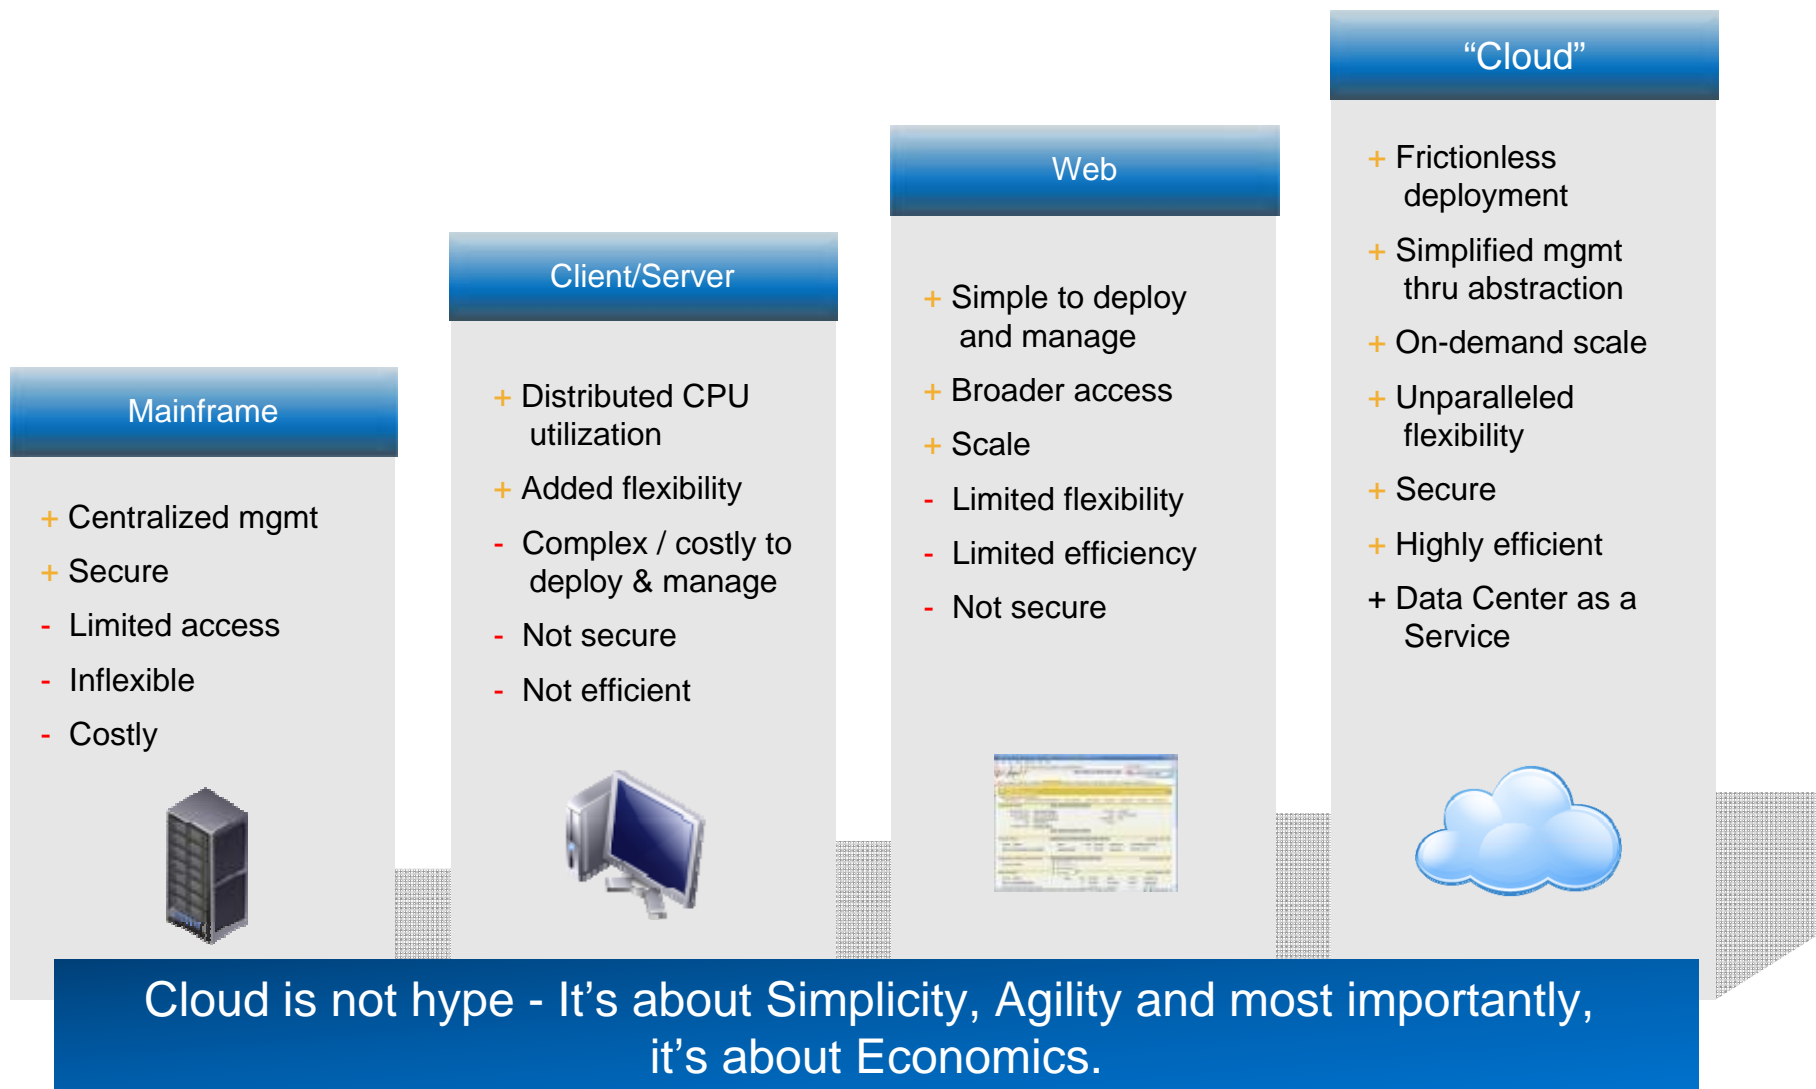 Mainframe
+ Centralized mgmt
+ Secure
- Limited access
- Inflexible
- Costly
Client/Server
+ Distributed CPU
utilization
+ Added flexibility
- Complex / costly to
deploy & manage
- Not secure
- Not efficient
Web
+ Simple to deploy
and manage
+ Broader access
+ Scale
- Limited flexibility
- Limited efficiency
- Not secure
“Cloud”
+ Frictionless
deployment
+ Simplified mgmt
thru abstraction
+ On-demand scale
+ Unparalleled
flexibility
+ Secure
+ Highly efficient
+ Data Center as a
Service
Cloud is not hype - It’s about Simplicity, Agility and most importantly,
it’s about Economics.